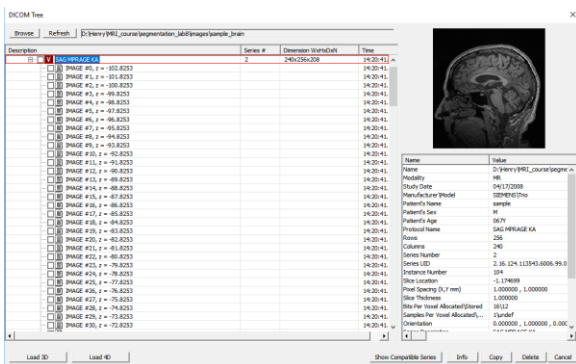 DICOM Tree
Browse Refresh D:\Henry\MRI_course\segmentation_lab8\images\sample_brain
Description Series # Dimension WxHxDxN Time
V SAG MPRAGE KA 2 240x256x208 14:20:41.
IMAGE #0, z = -102.8253 14:20:41.
IMAGE #1, z = -101.8253 14:20:41.
IMAGE #2, z = -100.8253 14:20:41.
IMAGE #3, z = -99.8253 14:20:41.
IMAGE #4, z = -98.8253 14:20:41.
IMAGE #5, z = -97.8253 14:20:41.
IMAGE #6, z = -96.8253 14:20:41.
IMAGE #7, z = -95.8253 14:20:41.
IMAGE #8, z = -94.8253 14:20:41.
IMAGE #9, z = -93.8253 14:20:41.
IMAGE #10, z = -92.8253 14:20:41.
IMAGE #11, z = -91.8253 14:20:41.
IMAGE #12, z = -90.8253 14:20:41.
IMAGE #13, z = -89.8253 14:20:41.
IMAGE #14, z = -88.8253 14:20:41.
IMAGE #15, z = -87.8253 14:20:41.
IMAGE #16, z = -86.8253 14:20:41.
IMAGE #17, z = -85.8253 14:20:41.
IMAGE #18, z = -84.8253 14:20:41.
IMAGE #19, z = -83.8253 14:20:41.
IMAGE #20, z = -82.8253 14:20:41.
IMAGE #21, z = -81.8253 14:20:41.
IMAGE #22, z = -80.8253 14:20:41.
IMAGE #23, z = -79.8253 14:20:41.
IMAGE #24, z = -78.8253 14:20:41.
IMAGE #25, z = -77.8253 14:20:41.
IMAGE #26, z = -76.8253 14:20:41.
IMAGE #27, z = -75.8253 14:20:41.
IMAGE #28, z = -74.8253 14:20:41.
IMAGE #29, z = -73.8253 14:20:41.
IMAGE #30, z = -72.8253 14:20:41.
Name Value
Name D:\Henry\MRI_course\segme
Modality MR
Study Date 04/17/2008
Manufacturer\Model SIEMENS\Trio
Patient's Name sample
Patient's Sex M
Patient's Age 067Y
Protocol Name SAG MPRAGE KA
Rows 256
Columns 240
Series Number 2
Series UID 2.16.124.113543.6006.99.0
Instance Number 104
Slice Location -1.174699
Pixel Spacing (X,Y mm) 1.000000 , 1.000000
Slice Thickness 1.000000
Bits Per Voxel Allocated\Stored 16\12
Samples Per Voxel Allocated\... 1\undef
Orientation 0.000000 , 1.000000 , 0.000
Load 3D Load 4D Show Compatible Series Info Copy Delete Cancel